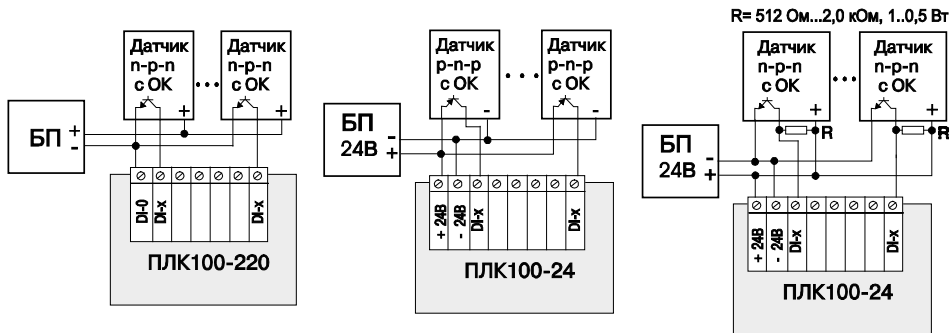 Датчик
n-p-n
с ОК
+
...
Датчик
n-p-n
с ОК
+
БП
+
-
DI-0
DI-x
DI-x
ПЛК100-220
Датчик
p-n-p
с ОК
-
...
Датчик
p-n-p
с ОК
-
БП
24В
-
+
+ 24В
- 24В
DI-x
DI-x
ПЛК100-24
R= 512 Ом...2,0 кОм, 1..0,5 Вт
Датчик
n-p-n
с ОК
+
...
Датчик
n-p-n
с ОК
+
R
R
БП
24В
-
+
+ 24В
- 24В
DI-x
DI-x
ПЛК100-24